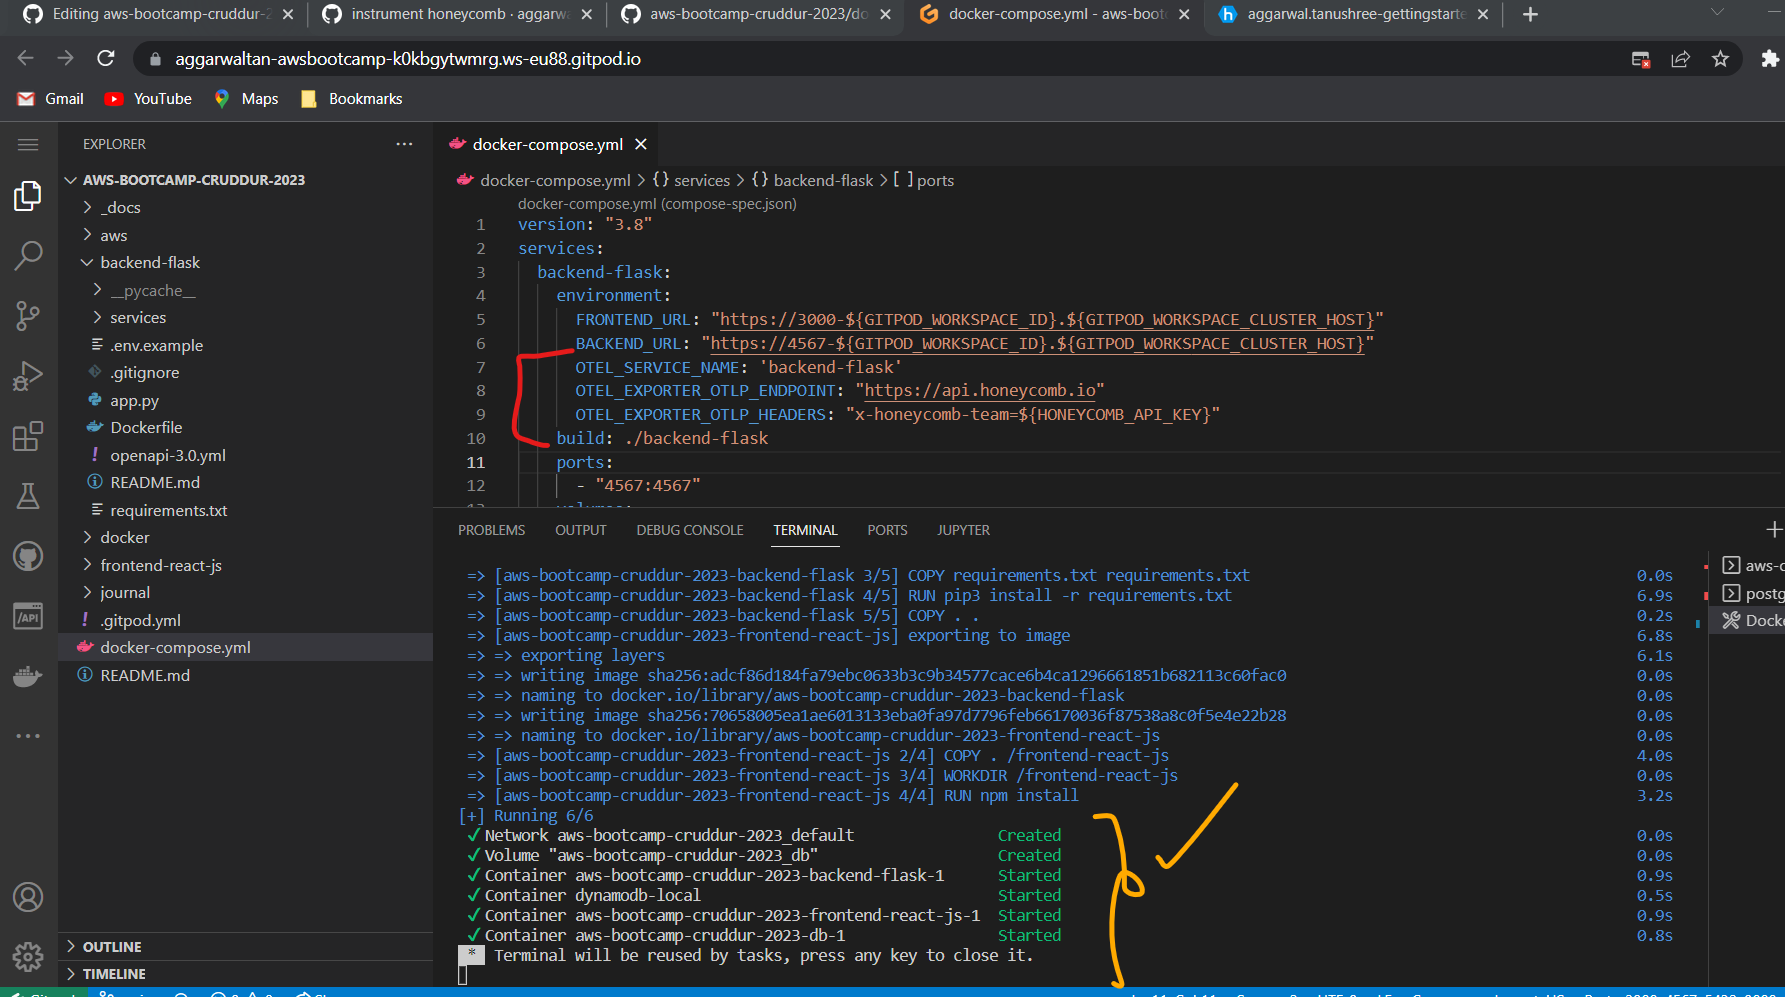 Editing aws-bootcamp-cruddur-2
instrument honeycomb · aggarwa
aws-bootcamp-cruddur-2023/do
docker-compose.yml - aws-boot
aggarwal.tanushree-gettingstarte
aggarwaltan-awsbootcamp-k0kbgytwmrg.ws-eu88.gitpod.io
Gmail YouTube Maps Bookmarks
EXPLORER
AWS-BOOTCAMP-CRUDDUR-2023
_docs
aws
backend-flask
__pycache__
services
.env.example
.gitignore
app.py
Dockerfile
openapi-3.0.yml
README.md
requirements.txt
docker
frontend-react-js
journal
.gitpod.yml
docker-compose.yml
README.md
OUTLINE
TIMELINE
docker-compose.yml
docker-compose.yml > {} services > {} backend-flask > [ ] ports
docker-compose.yml (compose-spec.json)
1 version: "3.8"
2 services:
3 backend-flask:
4 environment:
5 FRONTEND_URL: "https://3000-${GITPOD_WORKSPACE_ID}.${GITPOD_WORKSPACE_CLUSTER_HOST}"
6 BACKEND_URL: "https://4567-${GITPOD_WORKSPACE_ID}.${GITPOD_WORKSPACE_CLUSTER_HOST}"
7 OTEL_SERVICE_NAME: 'backend-flask'
8 OTEL_EXPORTER_OTLP_ENDPOINT: "https://api.honeycomb.io"
9 OTEL_EXPORTER_OTLP_HEADERS: "x-honeycomb-team=${HONEYCOMB_API_KEY}"
10 build: ./backend-flask
11 ports:
12 - "4567:4567"
PROBLEMS OUTPUT DEBUG CONSOLE TERMINAL PORTS JUPYTER
=> [aws-bootcamp-cruddur-2023-backend-flask 3/5] COPY requirements.txt requirements.txt 0.0s
=> [aws-bootcamp-cruddur-2023-backend-flask 4/5] RUN pip3 install -r requirements.txt 6.9s
=> [aws-bootcamp-cruddur-2023-backend-flask 5/5] COPY . . 0.2s
=> [aws-bootcamp-cruddur-2023-frontend-react-js] exporting to image 6.8s
=> => exporting layers 6.1s
=> => writing image sha256:adcf86d184fa79ebc0633b3c9b34577cace6b4ca1296661851b682113c60fac0 0.0s
=> => naming to docker.io/library/aws-bootcamp-cruddur-2023-backend-flask 0.0s
=> => writing image sha256:70658005ea1ae6013133eba0fa97d7796feb66170036f87538a8c0f5e4e22b28 0.0s
=> => naming to docker.io/library/aws-bootcamp-cruddur-2023-frontend-react-js 0.0s
=> [aws-bootcamp-cruddur-2023-frontend-react-js 2/4] COPY . /frontend-react-js 4.0s
=> [aws-bootcamp-cruddur-2023-frontend-react-js 3/4] WORKDIR /frontend-react-js 0.0s
=> [aws-bootcamp-cruddur-2023-frontend-react-js 4/4] RUN npm install 3.2s
[+] Running 6/6
✓ Network aws-bootcamp-cruddur-2023_default Created 0.0s
✓ Volume "aws-bootcamp-cruddur-2023_db" Created 0.0s
✓ Container aws-bootcamp-cruddur-2023-backend-flask-1 Started 0.9s
✓ Container dynamodb-local Started 0.5s
✓ Container aws-bootcamp-cruddur-2023-frontend-react-js-1 Started 0.9s
✓ Container aws-bootcamp-cruddur-2023-db-1 Started 0.8s
* Terminal will be reused by tasks, press any key to close it.
aws-c
postg
Docke